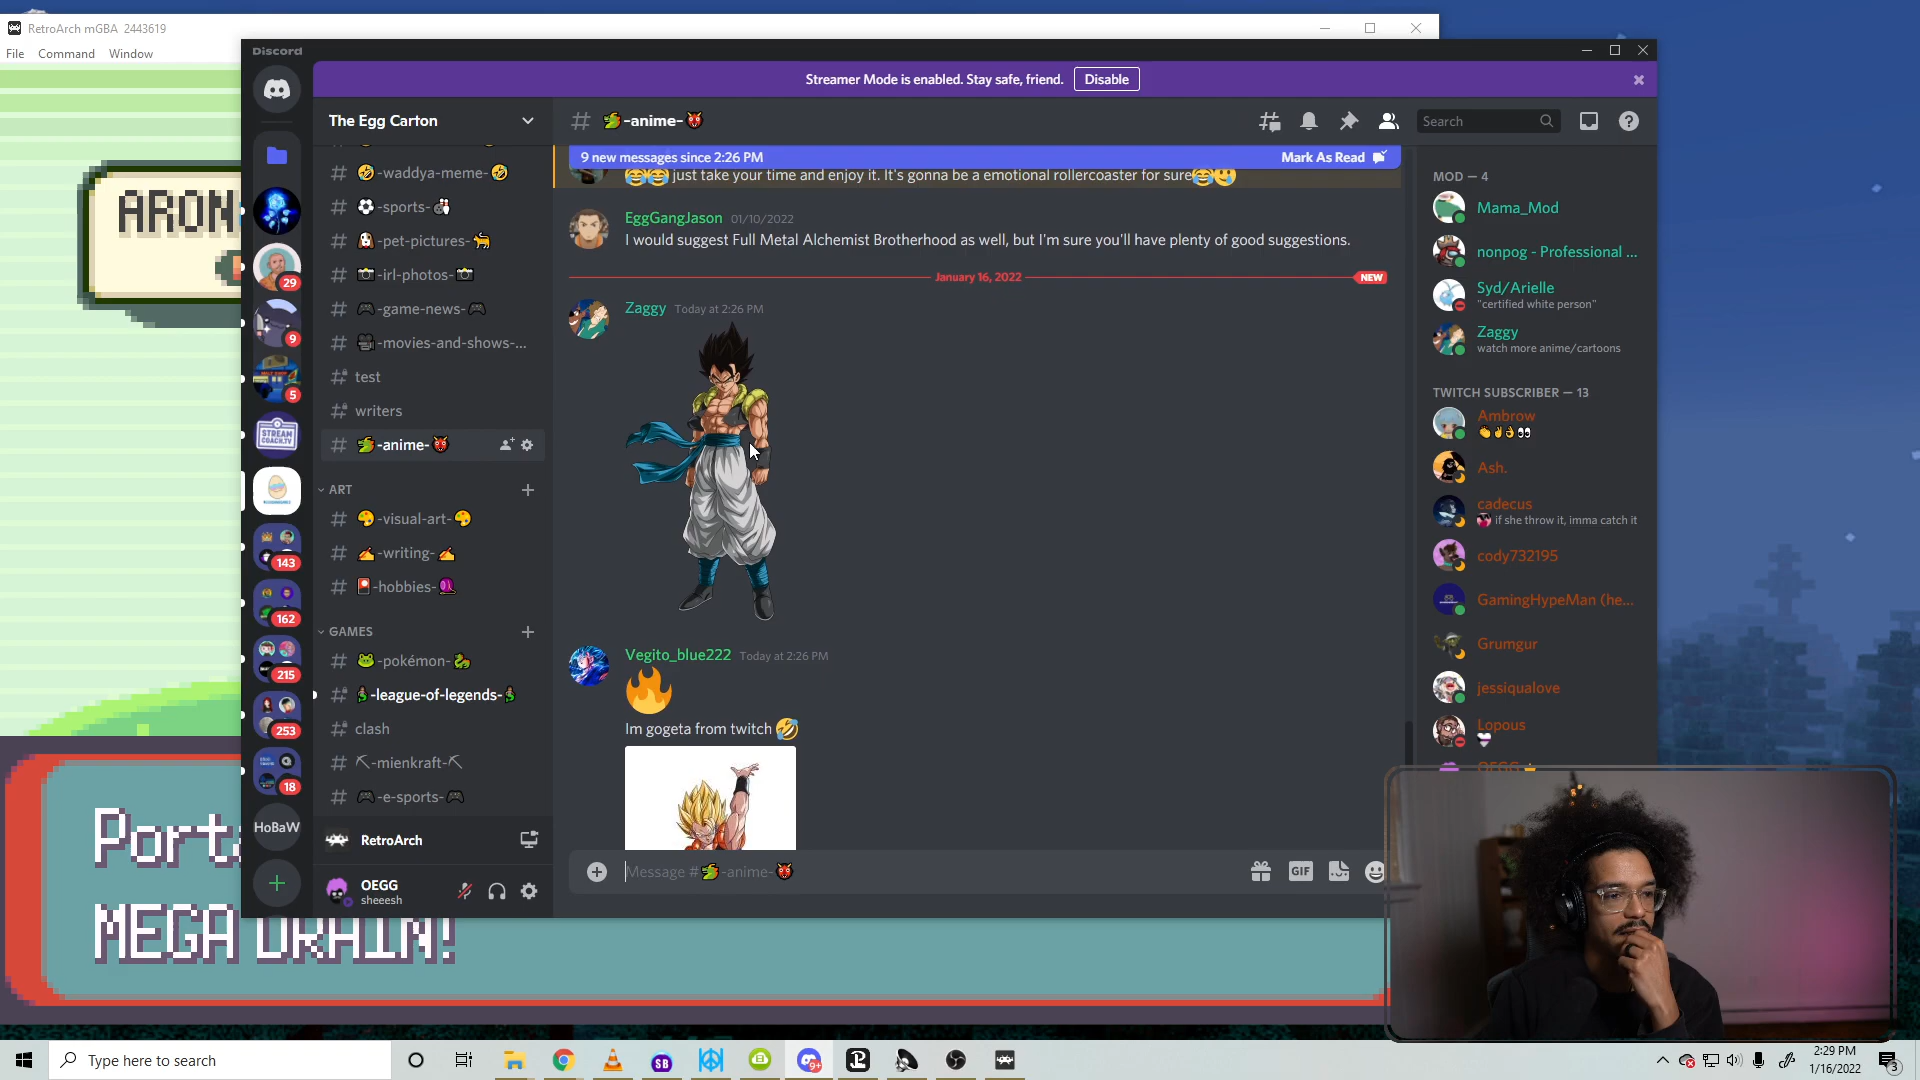 RetroArch mGBA 2443619
File Command Window
Discord
Streamer Mode is enabled. Stay safe, friend. Disable
The Egg Carton
-anime-
Search
-waddya-meme-
-sports-
-pet-pictures-
-irl-photos-
-game-news-
-movies-and-shows-...
test
writers
-anime-
ART
-visual-art-
-writing-
-hobbies-
GAMES
-pokémon-
-league-of-legends-
clash
-mienkraft-
-e-sports-
RetroArch
OEGG
sheeesh
29
9
5
STREAM
COACH.TV
143
162
215
253
18
HoBaW
9 new messages since 2:26 PM Mark As Read
just take your time and enjoy it. It's gonna be a emotional rollercoaster for sure
EggGangJason 01/10/2022
I would suggest Full Metal Alchemist Brotherhood as well, but I'm sure you'll have plenty of good suggestions.
January 16, 2022 NEW
Zaggy Today at 2:26 PM
Vegito_blue222 Today at 2:26 PM
Im gogeta from twitch
Message # -anime-
GIF
MOD — 4
Mama_Mod
nonpog - Professional ...
Syd/Arielle
"certified white person"
Zaggy
watch more anime/cartoons
TWITCH SUBSCRIBER — 13
Ambrow
Ash.
cadecus
if she throw it, imma catch it
cody732195
GamingHypeMan (he...
Grumgur
jessiqualove
Lopous
OEGG
ARON
Porta
MEGA DRAIN!
Type here to search
SB
9+
2:29 PM
1/16/2022
3